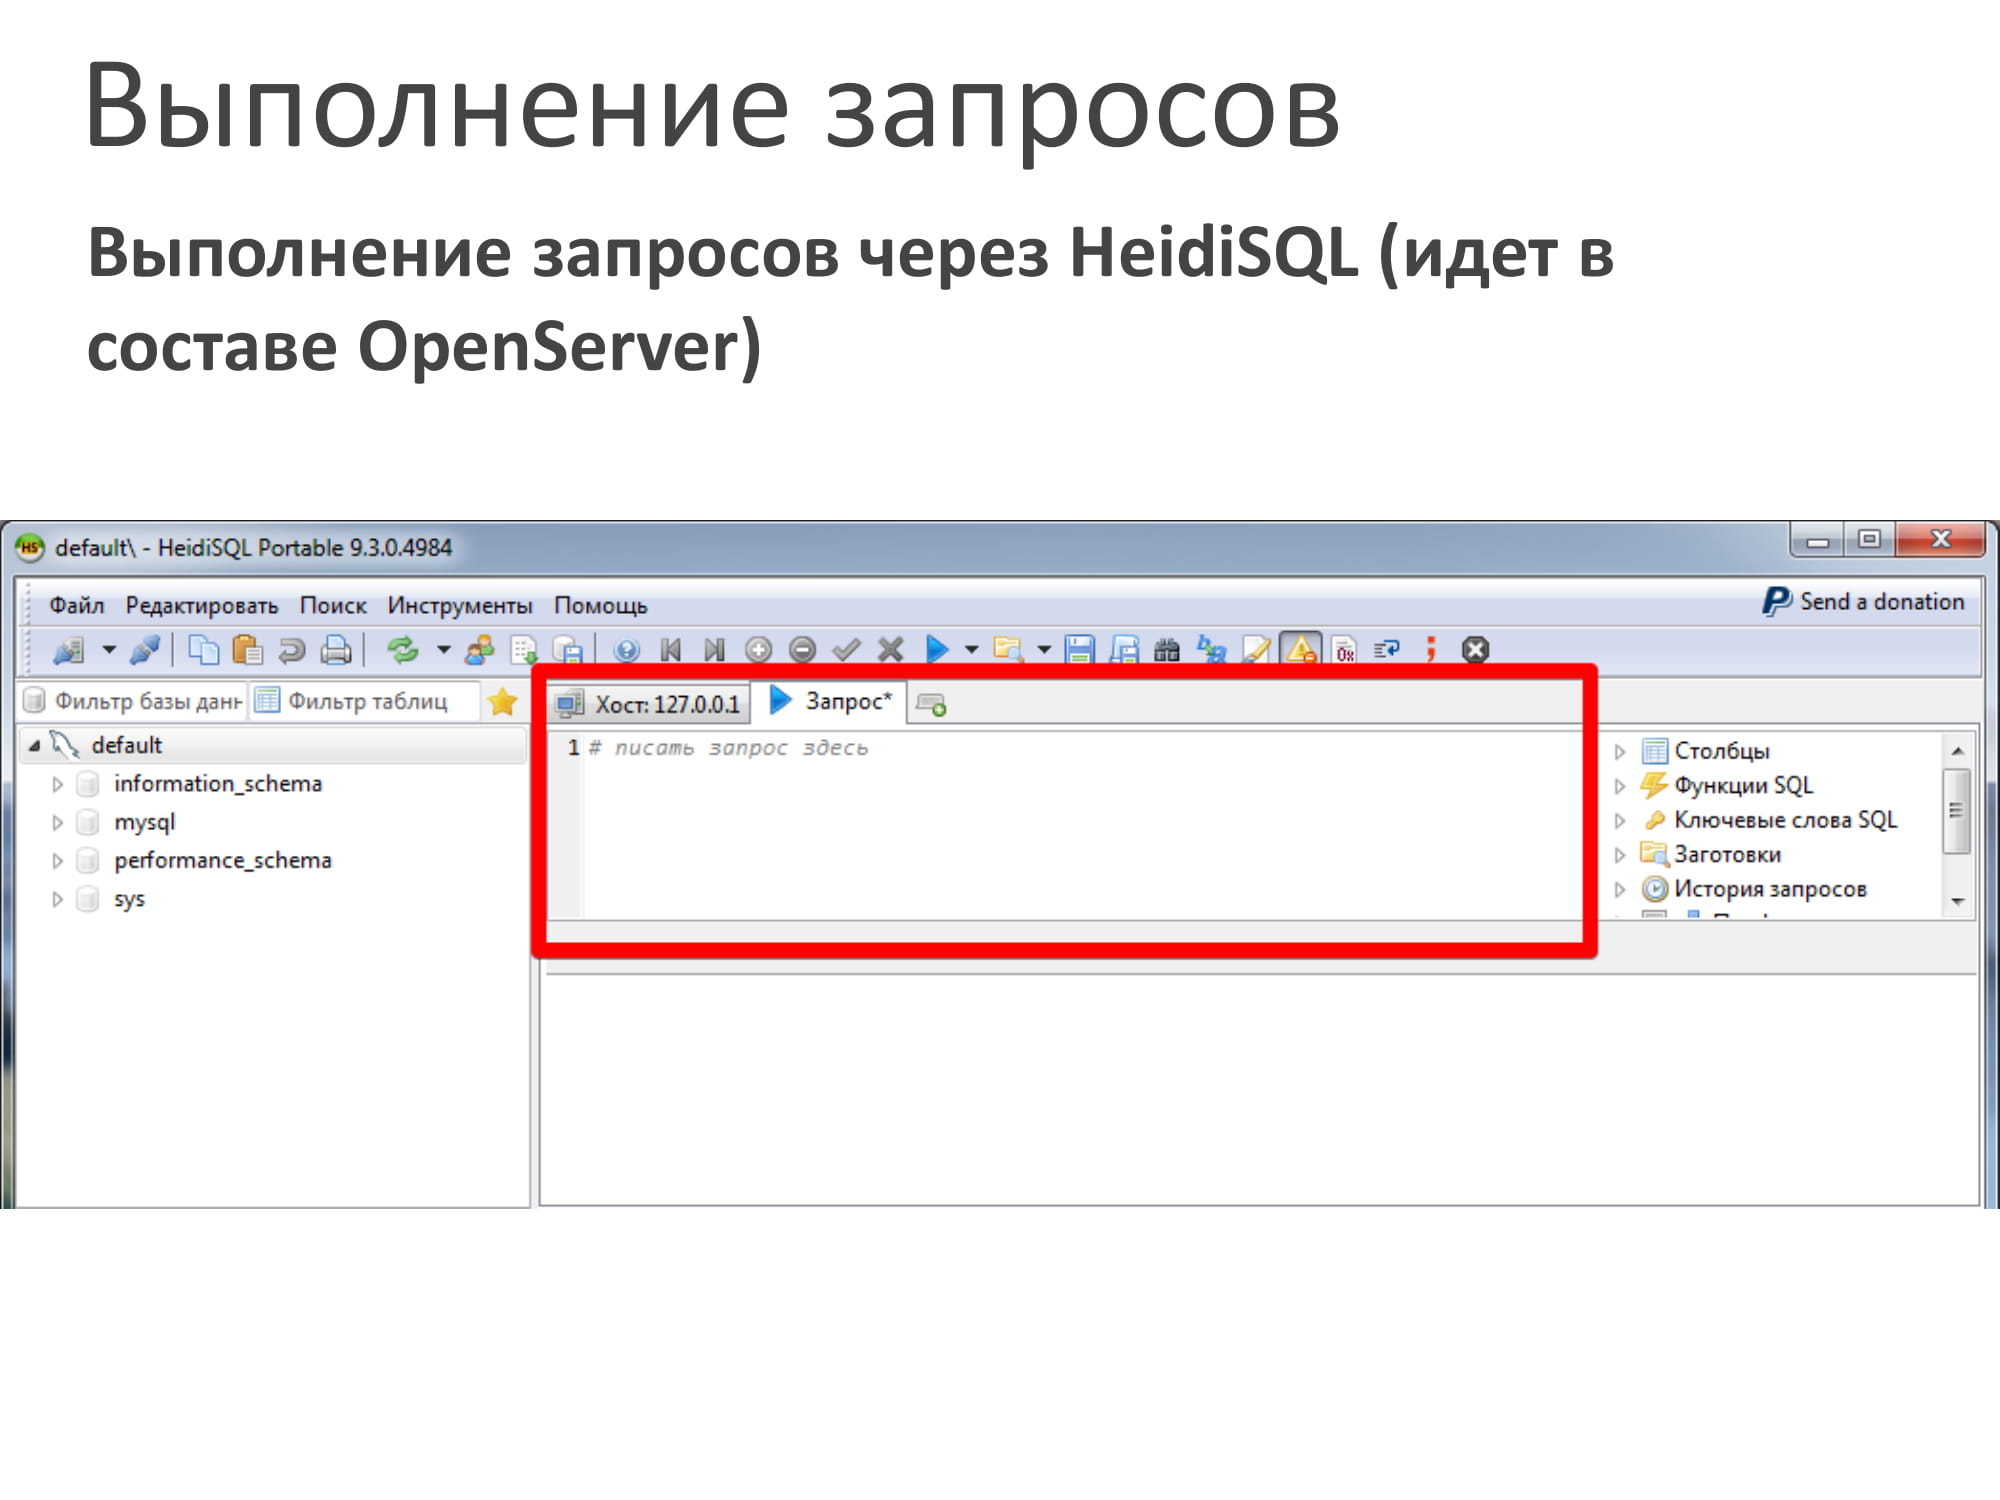 Выполнение запросов
Выполнение запросов через HeidiSQL (идет в
составе OpenServer)
default\ - HeidiSQL Portable 9.3.0.4984
Файл Редактировать Поиск Инструменты Помощь
Send a donation
Фильтр базы данн
Фильтр таблиц
Хост: 127.0.0.1
Запрос*
default
information_schema
mysql
performance_schema
sys
1 # писать запрос здесь
Столбцы
Функции SQL
Ключевые слова SQL
Заготовки
История запросов